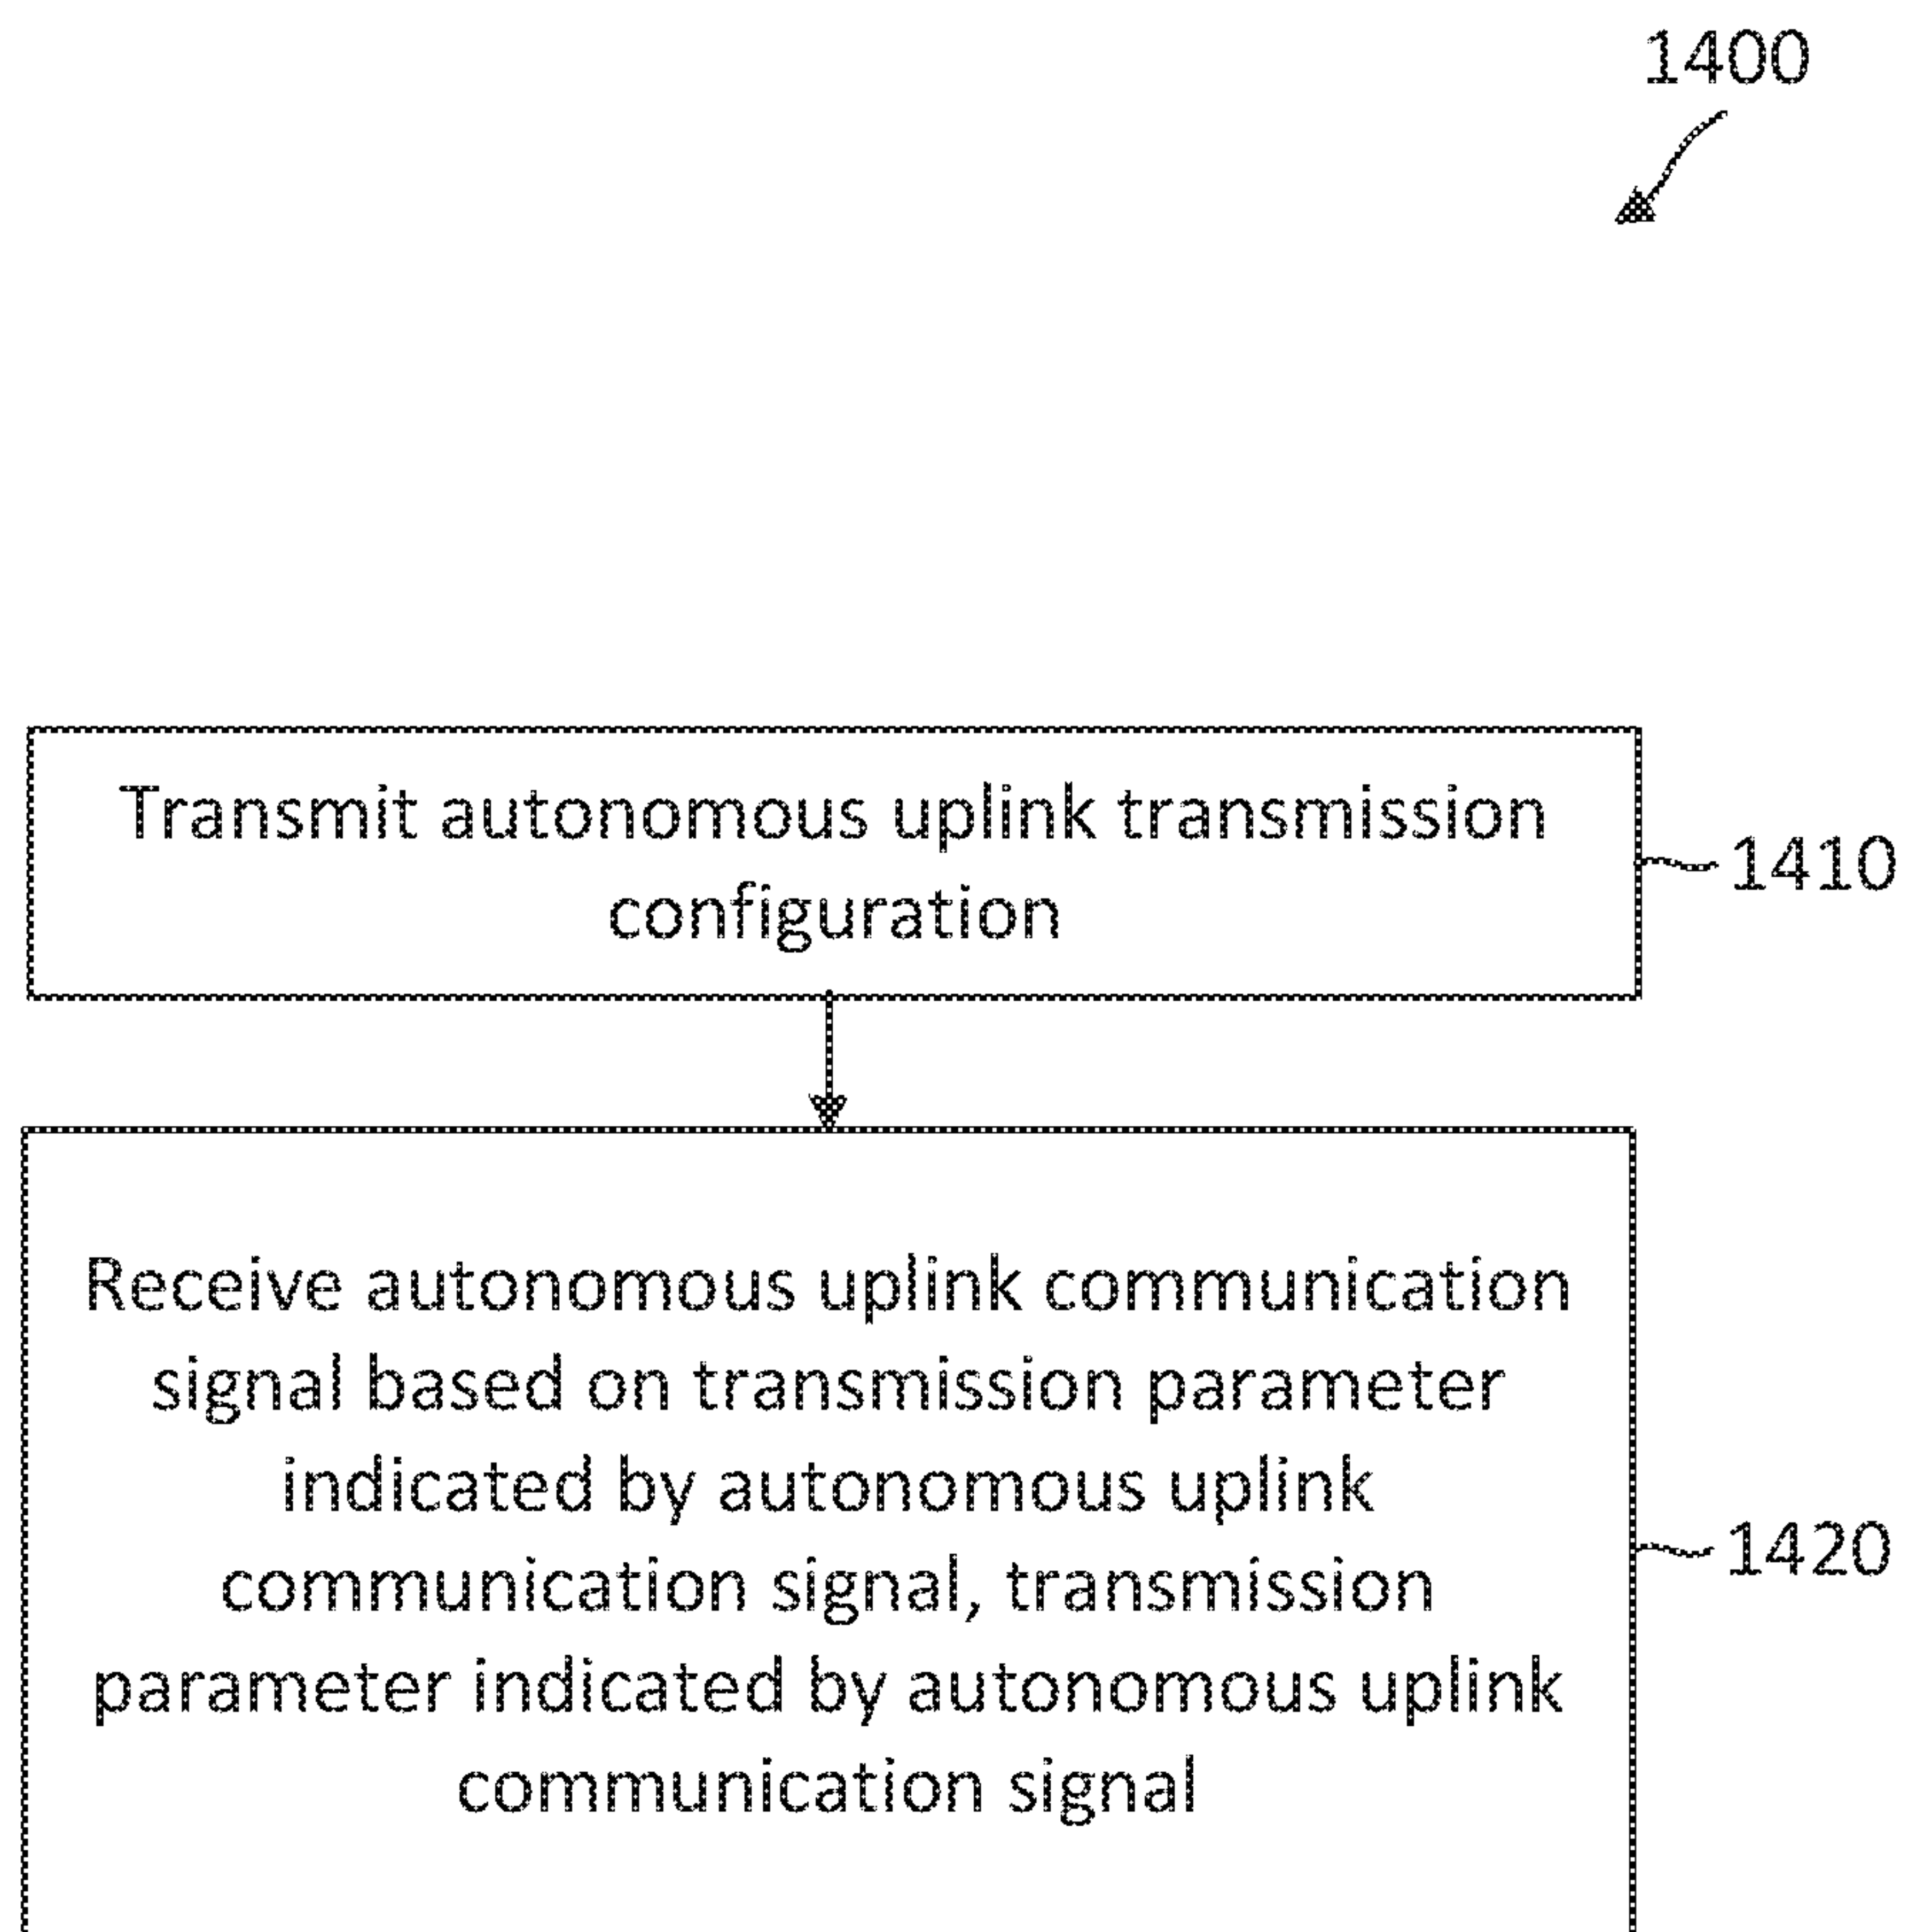 1400
Transmit autonomous uplink transmission
configuration
1410
Receive autonomous uplink communication
signal based on transmission parameter
indicated by autonomous uplink
communication signal, transmission
parameter indicated by autonomous uplink
communication signal
1420